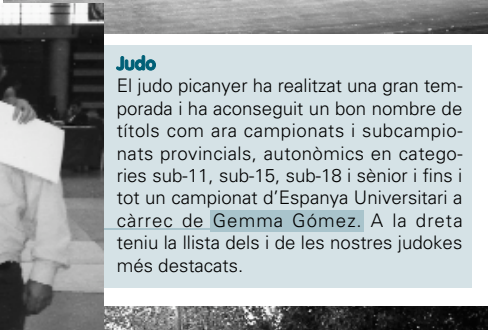 Judo
El judo picanyer ha realitzat una gran tem-
porada i ha aconseguit un bon nombre de
títols com ara campionats i subcampio-
nats provincials, autonòmics en catego-
ries sub-11, sub-15, sub-18 i sènior i fins i
tot un campionat d'Espanya Universitari a
càrrec de Gemma Gómez. A la dreta
teniu la llista dels i de les nostres judokes
més destacats.